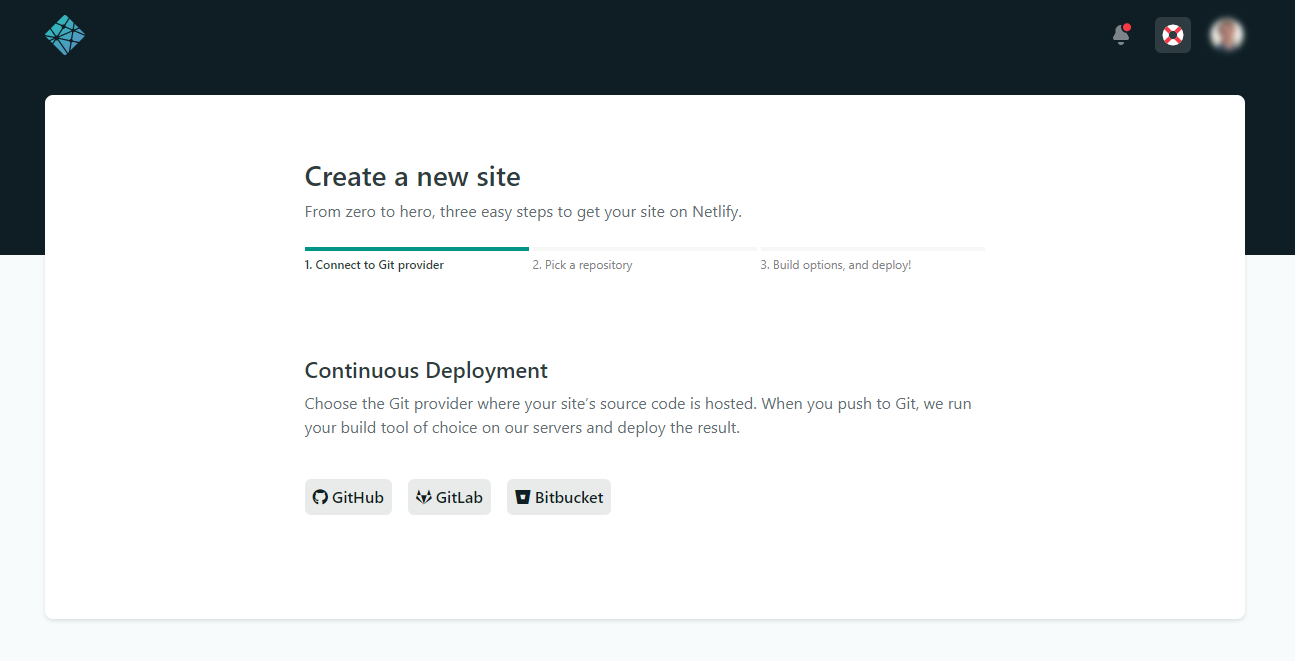 Create a new site
From zero to hero, three easy steps to get your site on Netlify.
1. Connect to Git provider
2. Pick a repository
3. Build options, and deploy!
Continuous Deployment
Choose the Git provider where your site's source code is hosted. When you push to Git, we run
your build tool of choice on our servers and deploy the result.
GitHub
GitLab
Bitbucket